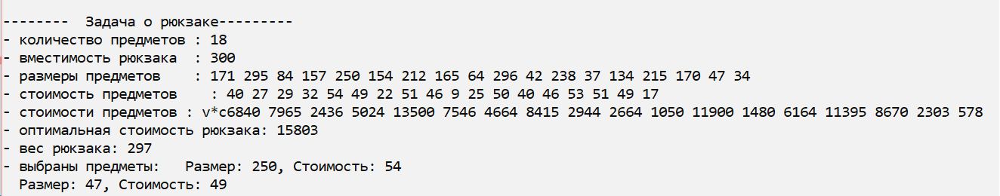 --------  Задача о рюкзаке---------
- количество предметов : 18
- вместимость рюкзака  : 300
- размеры предметов    : 171 295 84 157 250 154 212 165 64 296 42 238 37 134 215 170 47 34
- стоимость предметов    : 40 27 29 32 54 49 22 51 46 9 25 50 40 46 53 51 49 17
- стоимости предметов : v*c6840 7965 2436 5024 13500 7546 4664 8415 2944 2664 1050 11900 1480 6164 11395 8670 2303 578
- оптимальная стоимость рюкзака: 15803
- вес рюкзака: 297
- выбраны предметы:   Размер: 250, Стоимость: 54
  Размер: 47, Стоимость: 49